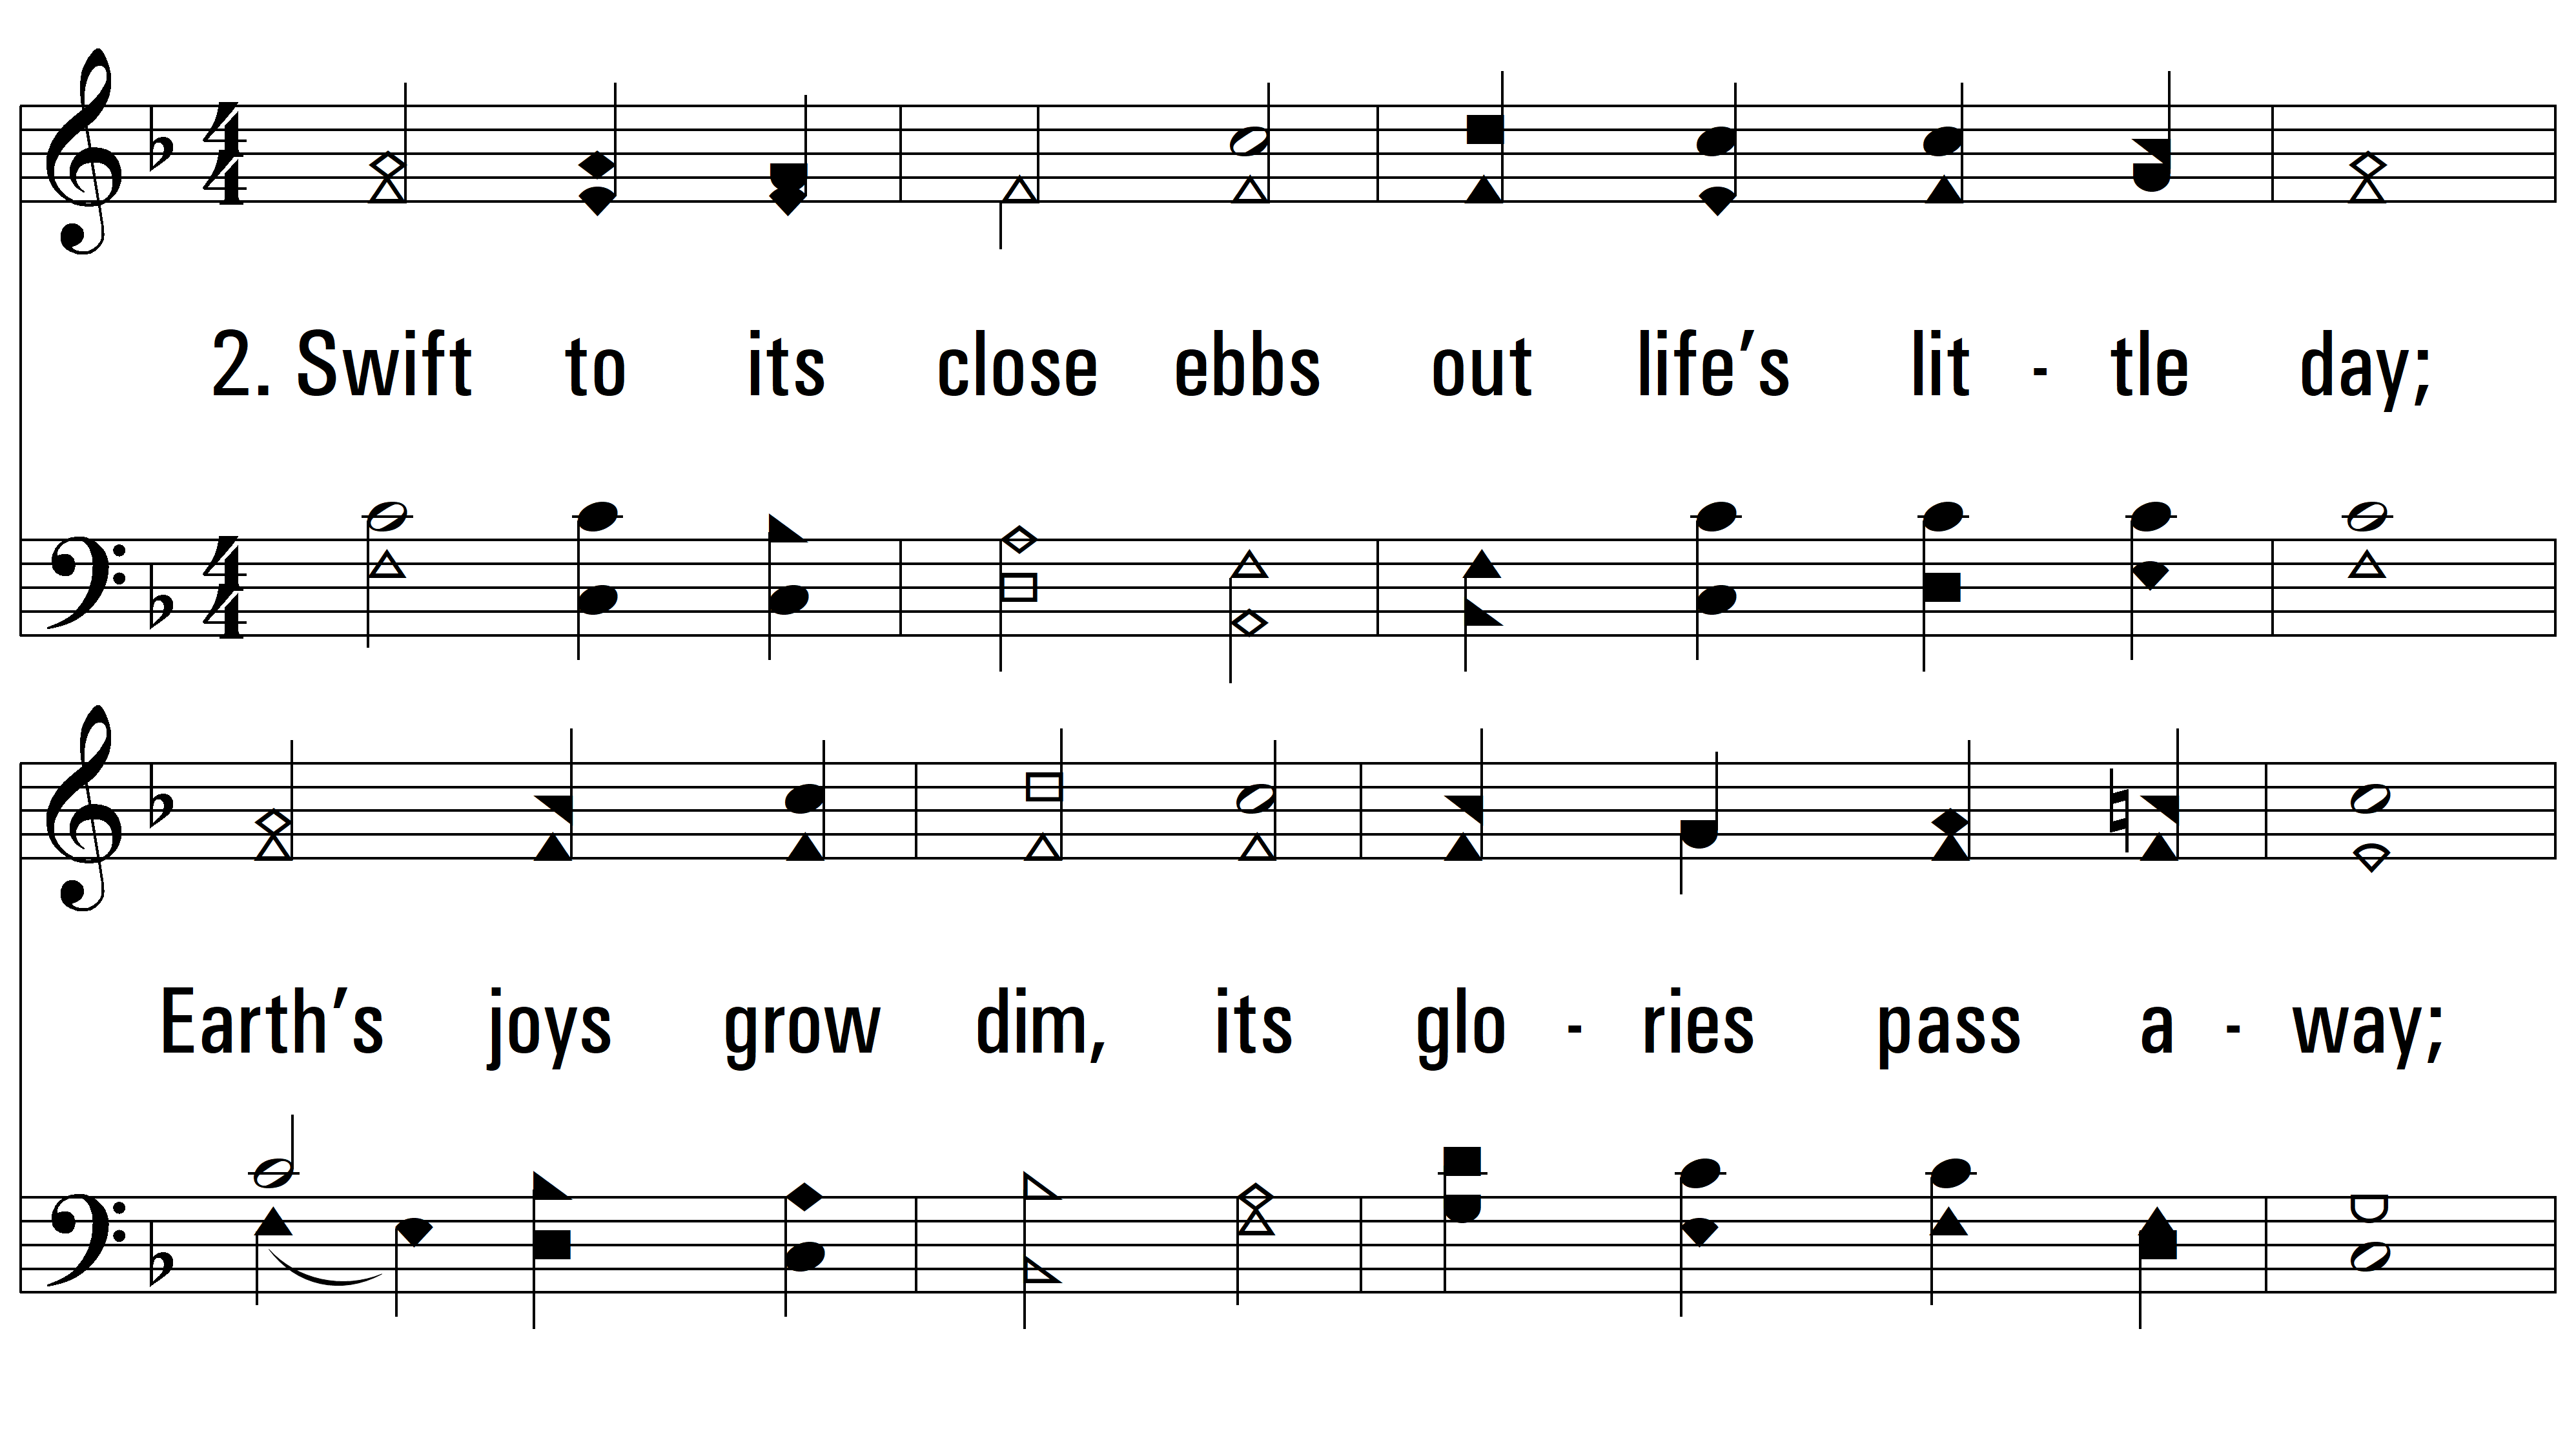 2. Swift to its close ebbs out life’s lit - tle day;
Earth’s joys grow dim, its glo - ries pass a - way;